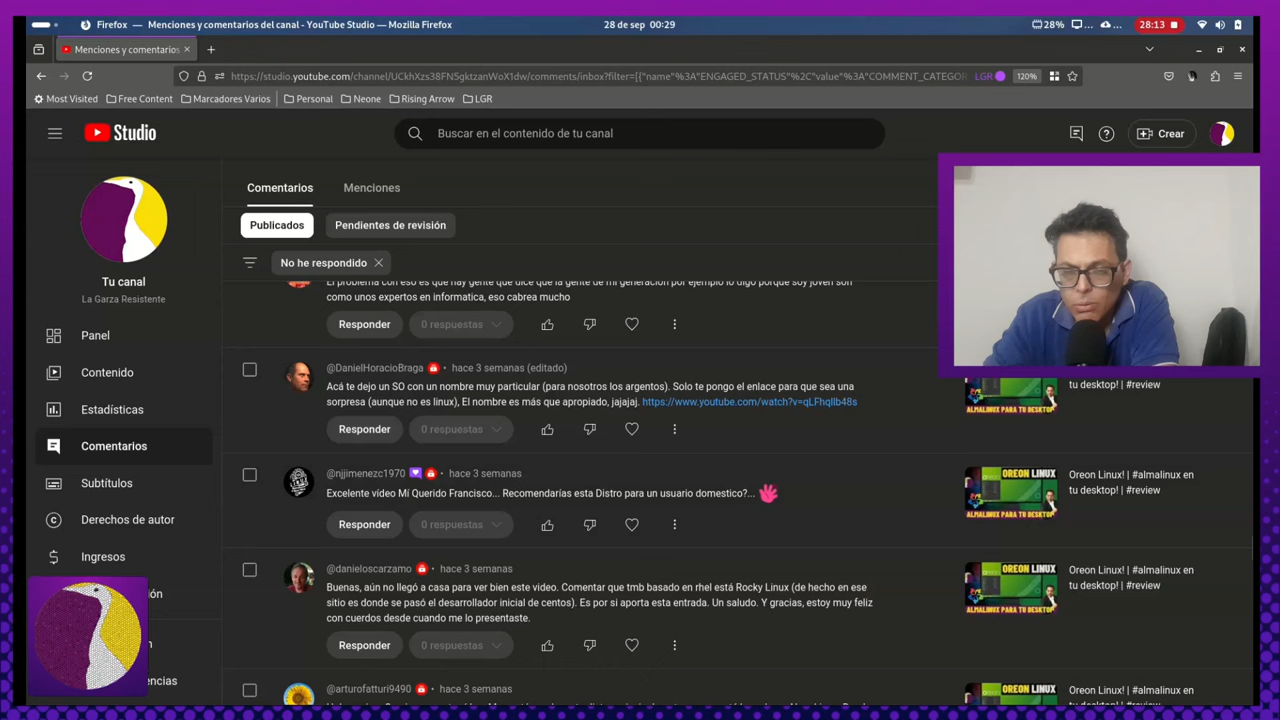 Firefox — Menciones y comentarios del canal - YouTube Studio — Mozilla Firefox
28 de sep 00:29
28%
28:13
Menciones y comentarios
https://studio.youtube.com/channel/UCkhXzs38FN5gktzanWoX1dw/comments/inbox?filter=[{"name"%3A"ENGAGED_STATUS"%2C"value"%3A"COMMENT_CATEGOR
LGR
120%
Most Visited
Free Content
Marcadores Varios
Personal
Neone
Rising Arrow
LGR
Studio
Buscar en el contenido de tu canal
Crear
Comentarios
Menciones
Publicados
Pendientes de revisión
No he respondido
Tu canal
La Garza Resistente
Panel
Contenido
Estadísticas
Comentarios
Subtítulos
Derechos de autor
Ingresos
El problema con eso es que hay gente que dice que la gente de mi generación por ejemplo lo digo porque soy joven son
como unos expertos en informatica, eso cabrea mucho
Responder
0 respuestas
@DanielHoracioBraga hace 3 semanas (editado)
Acá te dejo un SO con un nombre muy particular (para nosotros los argentos). Solo te pongo el enlace para que sea una
sorpresa (aunque no es linux), El nombre es más que apropiado, jajajaj. https://www.youtube.com/watch?v=qLFhqllb48s
Responder
0 respuestas
tu desktop! | #review
ALMALINUX PARA TU DESKTOP
@njjimenezc1970 hace 3 semanas
Excelente vídeo Mi Querido Francisco... Recomendarías esta Distro para un usuario domestico?...
Responder
0 respuestas
Oreon Linux! | #almalinux en
tu desktop! | #review
ALMALINUX PARA TU DESKTOP
@danieloscarzamo hace 3 semanas
Buenas, aún no llegó a casa para ver bien este video. Comentar que tmb basado en rhel está Rocky Linux (de hecho en ese
sitio es donde se pasó el desarrollador inicial de centos). Es por si aporta esta entrada. Un saludo. Y gracias, estoy muy feliz
con cuerdos desde cuando me lo presentaste.
Responder
0 respuestas
Oreon Linux! | #almalinux en
tu desktop! | #review
ALMALINUX PARA TU DESKTOP
@arturofatturi9490 hace 3 semanas
Oreon Linux! | #almalinux en
tu desktop! | #review